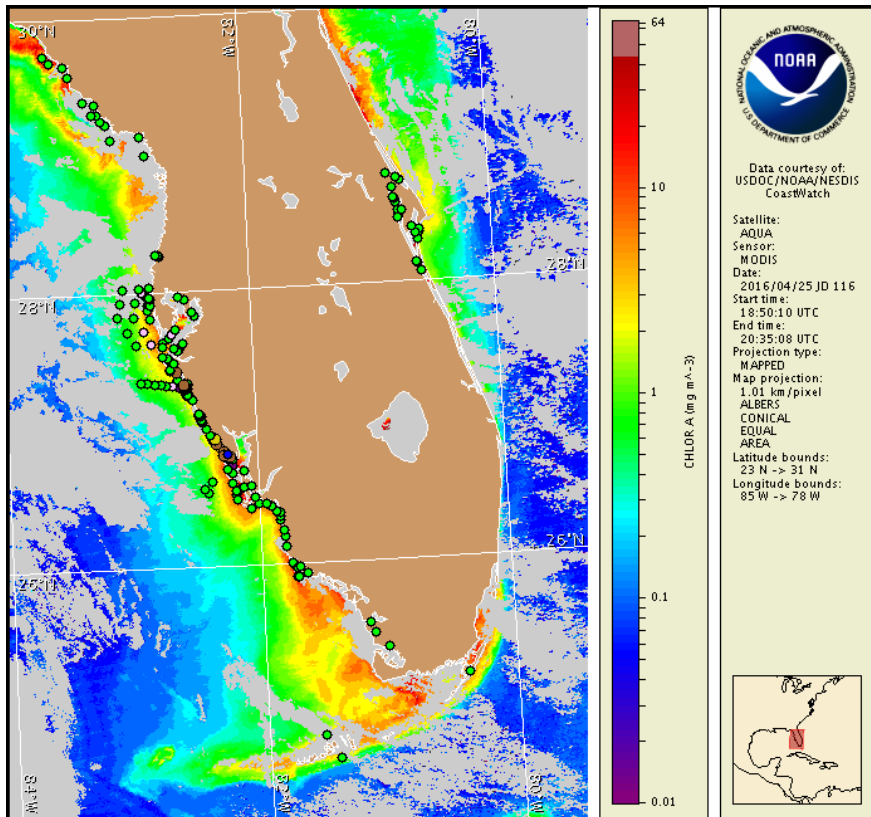 30°N
82°W
80°W
28°N
28°N
26°N
26°N
84°W
82°W
80°W
64
10
1
0.1
0.01
CHLOR A (mg m^-3)
NATIONAL OCEANIC AND ATMOSPHERIC ADMINISTRATION
NOAA
U.S. DEPARTMENT OF COMMERCE
Data courtesy of:
USDOC/NOAA/NESDIS
CoastWatch
Satellite:
AQUA
Sensor:
MODIS
Date:
2016/04/25 JD 116
Start time:
18:50:10 UTC
End time:
20:35:08 UTC
Projection type:
MAPPED
Map projection:
1.01 km/pixel
ALBERS
CONICAL
EQUAL
AREA
Latitude bounds:
23 N -> 31 N
Longitude bounds:
85 W -> 78 W